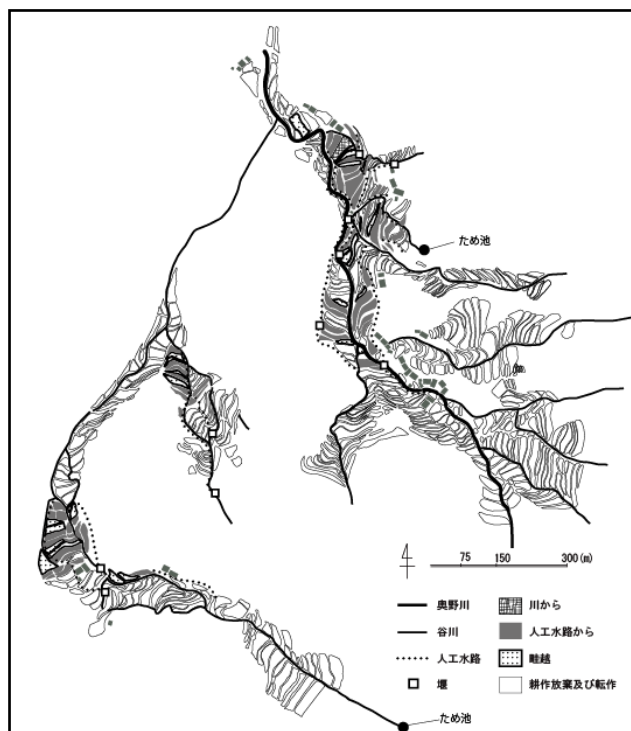 ため池
75 150 300(m)
奥野川
谷川
人工水路
堰
川から
人工水路から
畦越
耕作放棄及び転作
ため池